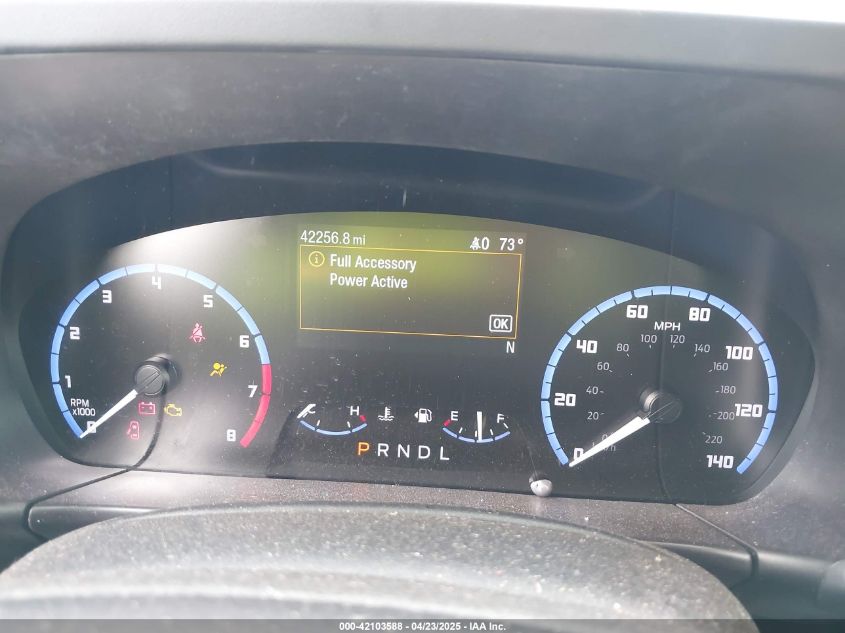 42256.8 mi 0 73°
Full Accessory
Power Active
OK
N
0 1 2 3 4 5 6 7 8
RPM
x1000
H
E F
P R N D L
0 20 40 60 80 100 120 140
MPH
20 40 60 80 100 120 140 160 180 200 220
000-42103588 - 04/23/2025 - IAA Inc.